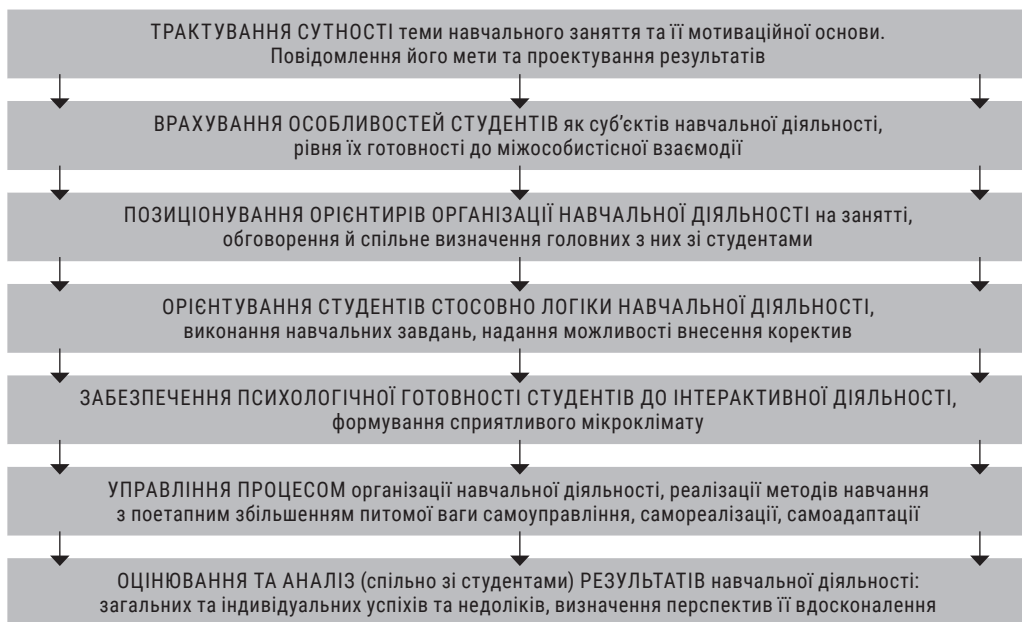 ТРАКТУВАННЯ СУТНОСТІ теми навчального заняття та її мотиваційної основи.
Повідомлення його мети та проектування результатів
ВРАХУВАННЯ ОСОБЛИВОСТЕЙ СТУДЕНТІВ як суб’єктів навчальної діяльності,
рівня їх готовності до міжособистісної взаємодії
ПОЗИЦІОНУВАННЯ ОРІЄНТИРІВ ОРГАНІЗАЦІЇ НАВЧАЛЬНОЇ ДІЯЛЬНОСТІ на занятті,
обговорення й спільне визначення головних з них зі студентами
ОРІЄНТУВАННЯ СТУДЕНТІВ СТОСОВНО ЛОГІКИ НАВЧАЛЬНОЇ ДІЯЛЬНОСТІ,
виконання навчальних завдань, надання можливості внесення коректив
ЗАБЕЗПЕЧЕННЯ ПСИХОЛОГІЧНОЇ ГОТОВНОСТІ СТУДЕНТІВ ДО ІНТЕРАКТИВНОЇ ДІЯЛЬНОСТІ,
формування сприятливого мікроклімату
УПРАВЛІННЯ ПРОЦЕСОМ організації навчальної діяльності, реалізації методів навчання
з поетапним збільшенням питомої ваги самоуправління, самореалізації, самоадаптації
ОЦІНЮВАННЯ ТА АНАЛІЗ (спільно зі студентами) РЕЗУЛЬТАТІВ навчальної діяльності:
загальних та індивідуальних успіхів та недоліків, визначення перспектив її вдосконалення